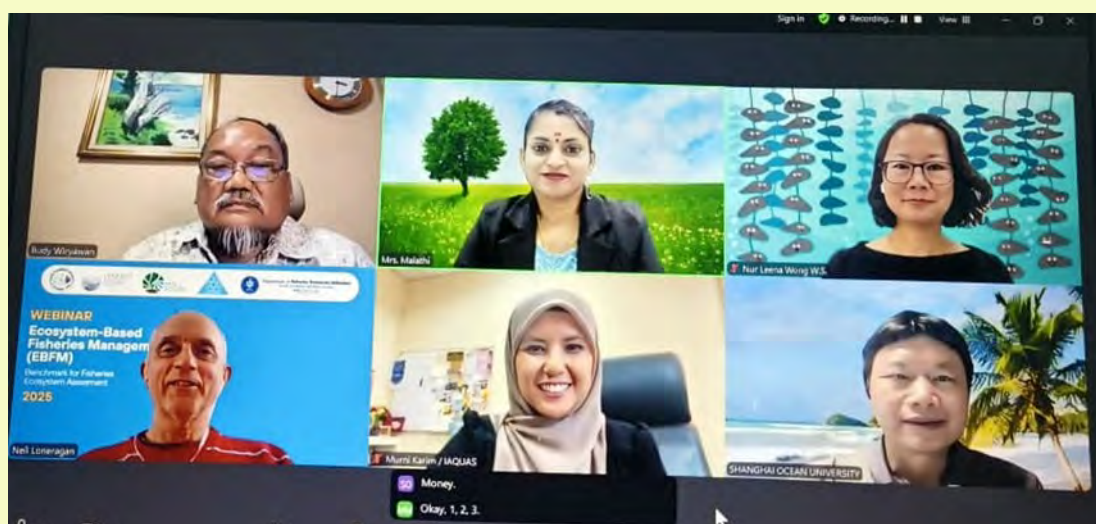 Sign in
Recording...
View
Budy Wiryawan
Mrs. Malathi
Nur Leena Wong W.S.
WEBINAR
Ecosystem-Based
Fisheries Managem
(EBFM)
Benchmark for Fisheries
Ecosystem Assessment
2025
Neil Loneragan
Murni Karim / IAQUAS
SHANGHAI OCEAN UNIVERSITY
SO Money.
Okay, 1, 2, 3.